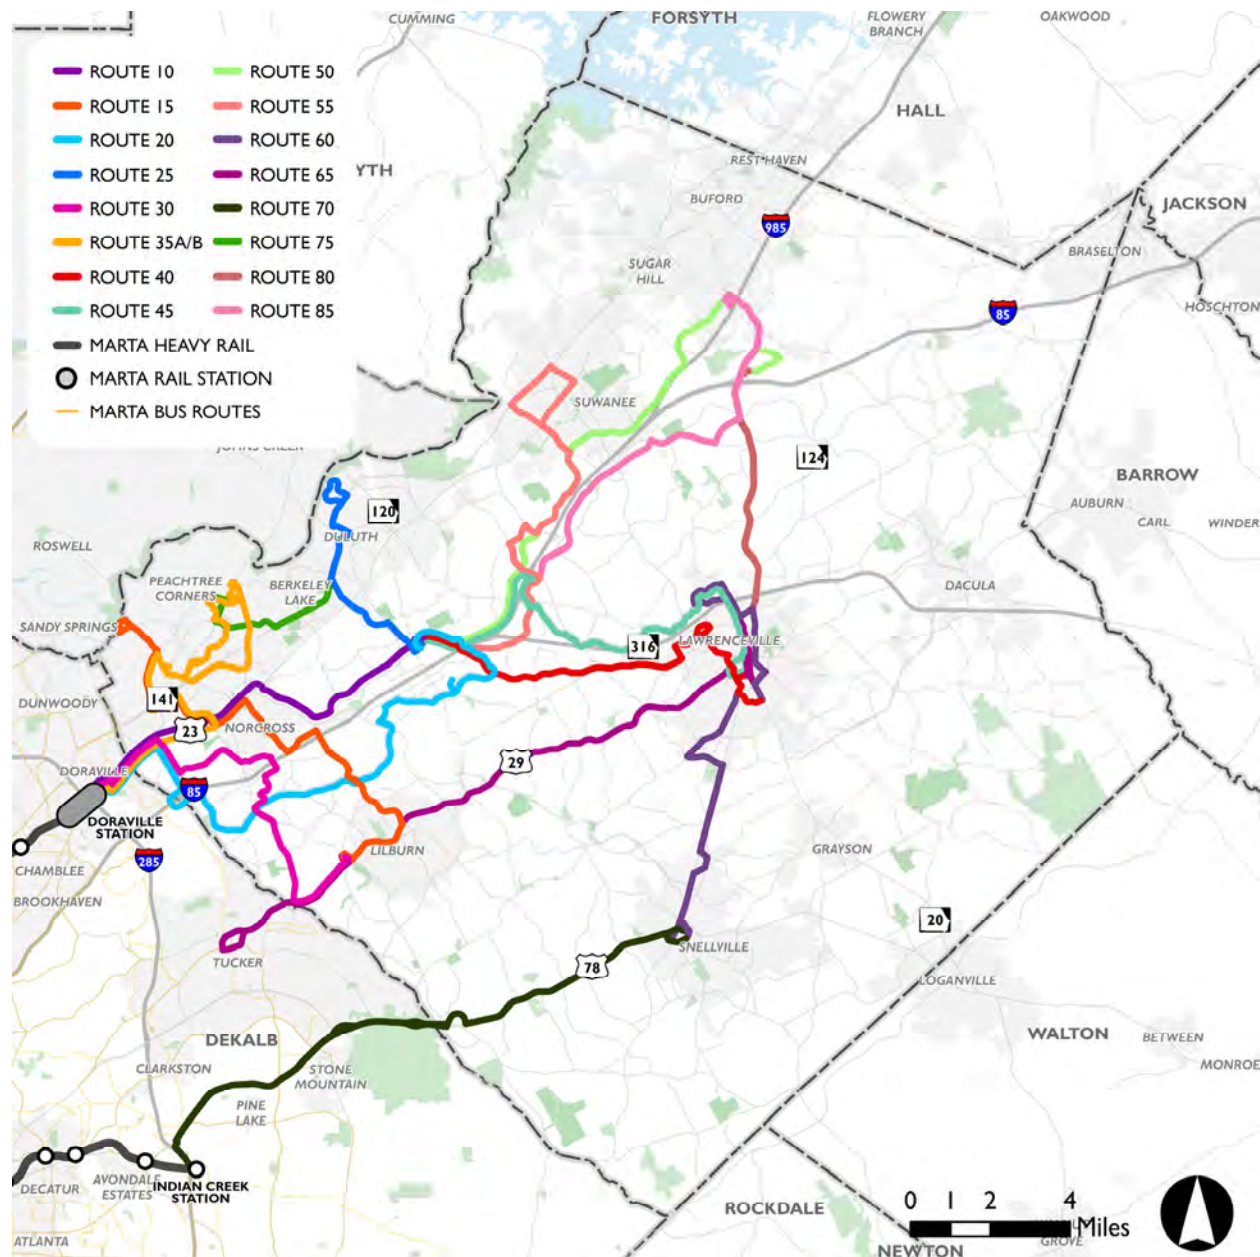 CUMMING
FORSYTH
FLOWERY
BRANCH
OAKWOOD
ROUTE 10
ROUTE 15
ROUTE 20
ROUTE 25
ROUTE 30
ROUTE 35A/B
ROUTE 40
ROUTE 45
ROUTE 50
ROUTE 55
ROUTE 60
ROUTE 65
ROUTE 70
ROUTE 75
ROUTE 80
ROUTE 85
MARTA HEAVY RAIL
MARTA RAIL STATION
MARTA BUS ROUTES
HALL
YTH
REST HAVEN
BUFORD
985
JACKSON
BRASELTON
SUGAR
HILL
HOSCHTON
85
SUWANEE
JOHNS CREEK
124
BARROW
120
AUBURN
CARL
WINDER
ROSWELL
DULUTH
PEACHTREE
CORNERS
BERKELEY
LAKE
DACULA
SANDY SPRINGS
316
LAWRENCEVILLE
DUNWOODY
141
23
NORCROSS
DORAVILLE
29
85
DORAVILLE
STATION
285
LILBURN
GRAYSON
CHAMBLEE
BROOKHAVEN
20
TUCKER
SNELLVILLE
78
LOGANVILLE
DEKALB
WALTON
BETWEEN
MONROE
CLARKSTON
STONE
MOUNTAIN
PINE
LAKE
DECATUR
AVONDALE
ESTATES
INDIAN CREEK
STATION
ROCKDALE
0 1 2 4
Miles
ATLANTA
NEWTON
GROVE